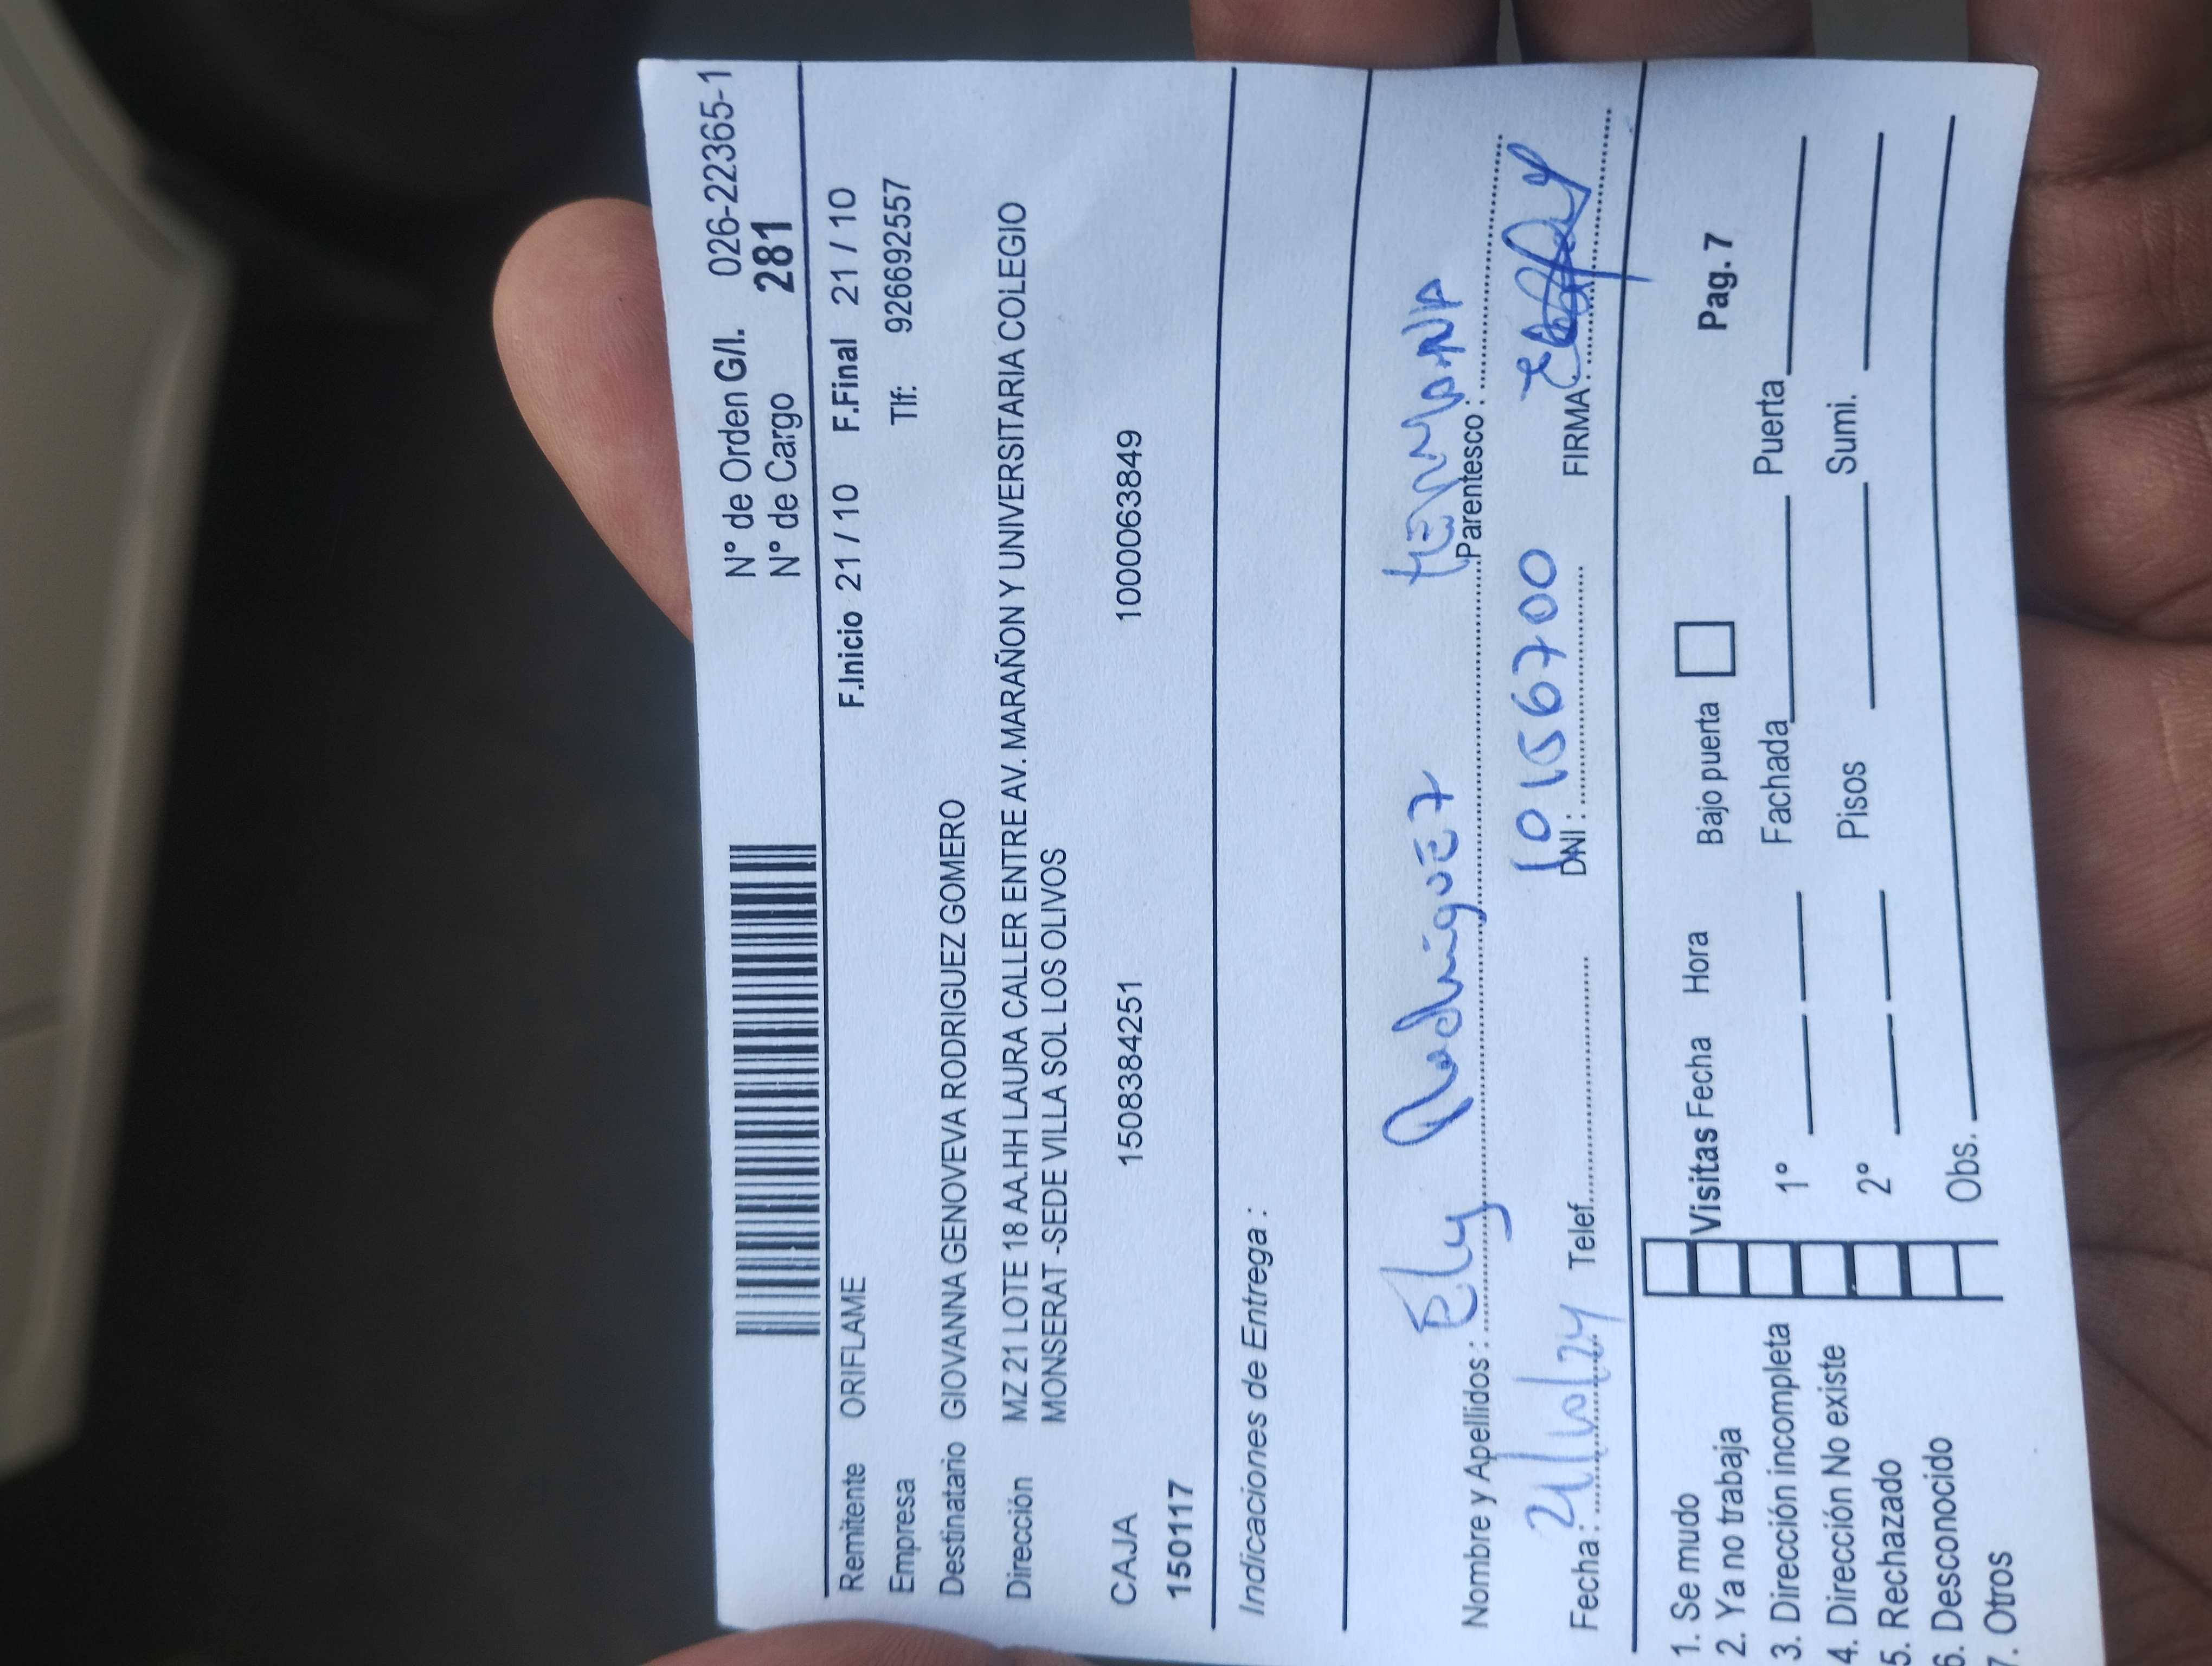 N° de Orden G/I. 026-22365-1
N° de Cargo 281
Remitente ORIFLAME F.Inicio 21 / 10 F.Final 21 / 10
Empresa Tlf: 926692557
Destinatario GIOVANNA GENOVEVA RODRIGUEZ GOMERO
Dirección MZ 21 LOTE 18 AA.HH LAURA CALLER ENTRE AV. MARAÑON Y UNIVERSITARIA COLEGIO
MONSERAT -SEDE VILLA SOL LOS OLIVOS
CAJA 1508384251 1000063849
150117
Indicaciones de Entrega :
Nombre y Apellidos : Ely Rodriguez Parentesco : HERMANA
Fecha : 21/10/24 Telef. DNI : 10156700 FIRMA :
1. Se mudo
2. Ya no trabaja
3. Dirección incompleta
4. Dirección No existe
5. Rechazado
6. Desconocido
7. Otros
Visitas Fecha Hora Bajo puerta Pag. 7
1° Fachada Puerta
2° Pisos Sumi.
Obs.